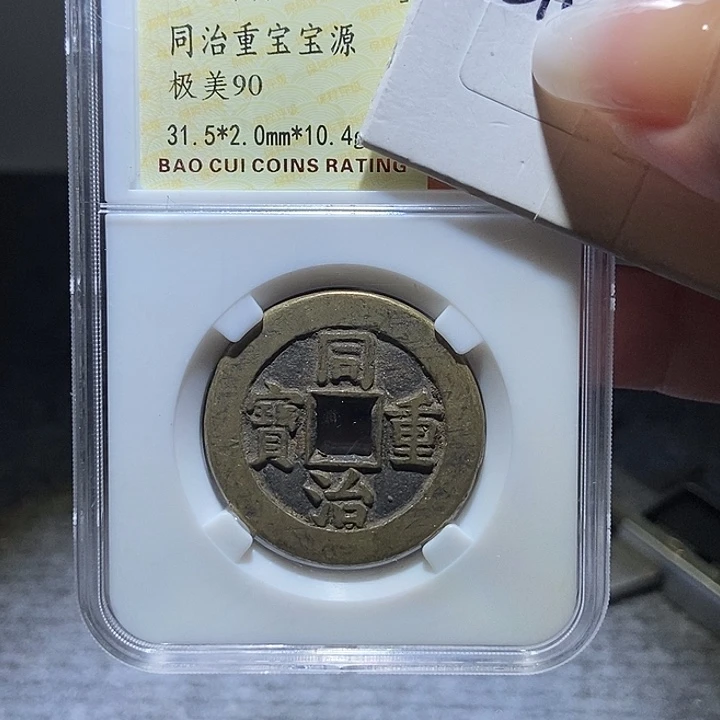 同治重宝宝源
极美90
31.5*2.0mm*10.4g
BAO CUI COINS RATING
同治重寶